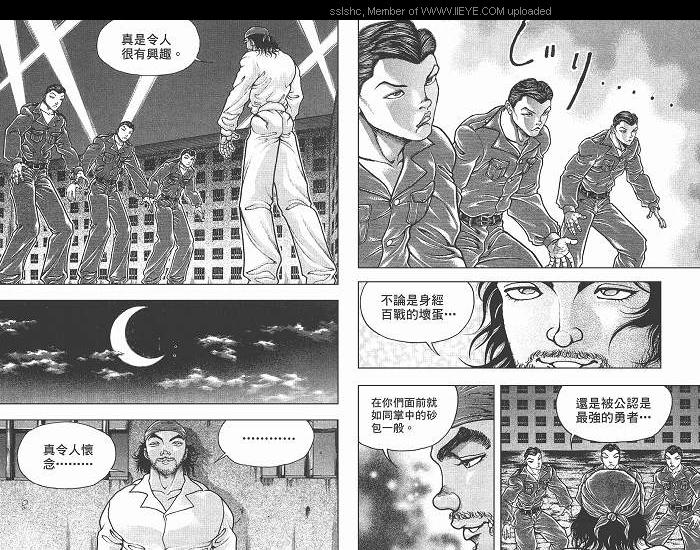 sslshc, Member of WWW.IIEYE.COM uploaded
じりっ…
不論是身經
百戰的壞蛋…
還是被公認是
最強的勇者…
在你們面前就
如同掌中的砂
包一般。
真是令人
很有興趣。
…………
真令人懷
念………